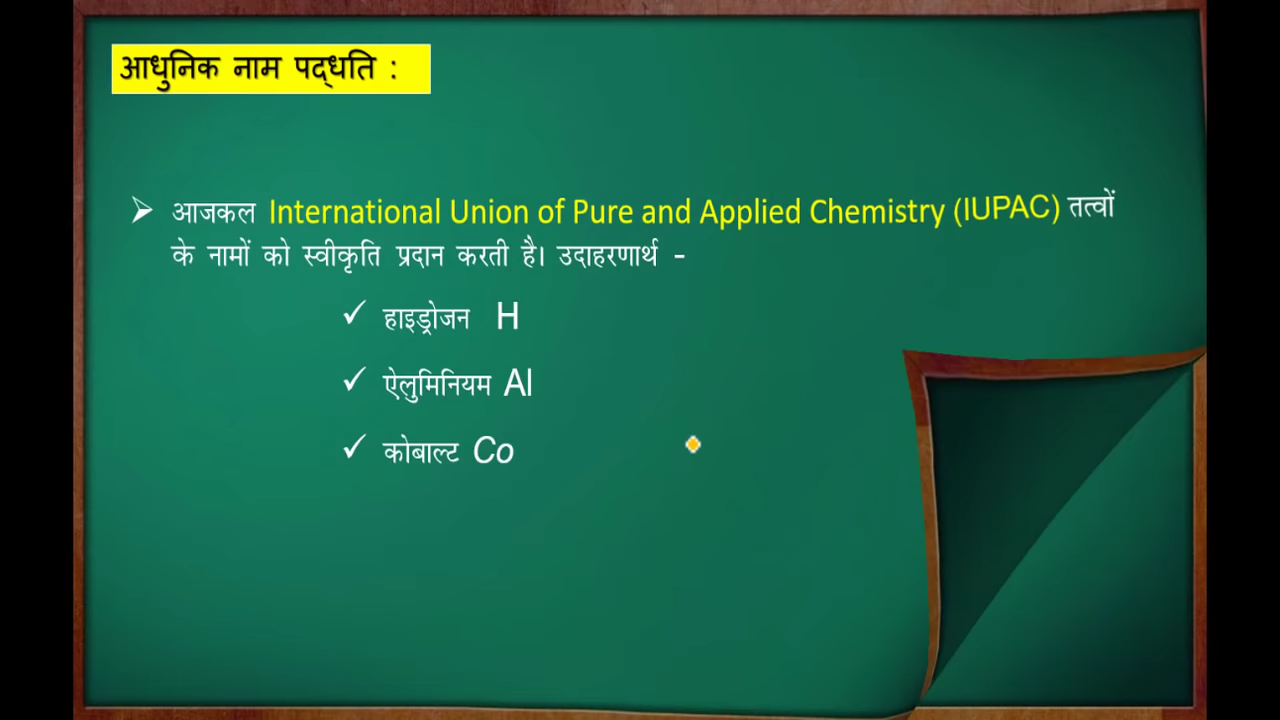 आधुनिक नाम पद्धति :
आजकल International Union of Pure and Applied Chemistry (IUPAC) तत्वों
के नामों को स्वीकृति प्रदान करती है। उदाहरणार्थ -
हाइड्रोजन H
ऐलुमिनियम Al
कोबाल्ट Co